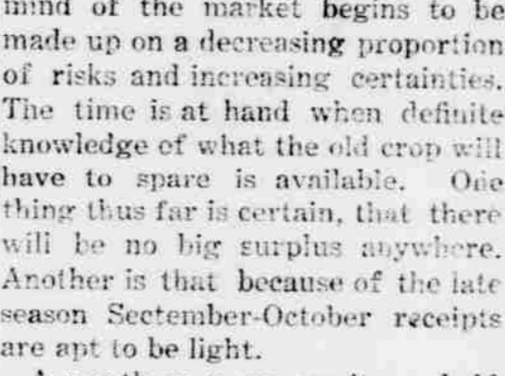 mind of the market begins to be
made up on a decreasing proportion
of risks and increasing certainties.
The time is at hand when definite
knowledge of what the old crop will
have to spare is available. One
thing thus far is certain, that there
will be no big surplus anywhere.
Another is that because of the late
season Sectember-October receipts
are apt to be light.